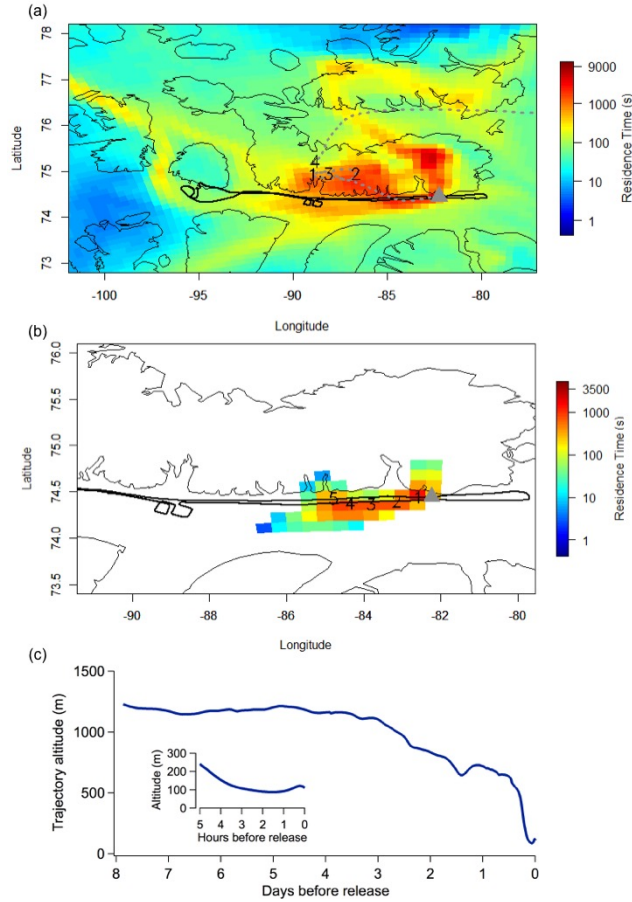 (a)
78
77
76
75
74
73
Latitude
4
1 3 2
-100
-95
-90
-85
-80
Longitude
9000
1000
100
10
1
Residence Time (s)
(b)
76.0
75.5
75.0
74.5
74.0
73.5
Latitude
5 4 3 2 1
-90
-88
-86
-84
-82
-80
Longitude
3500
1000
100
10
1
Residence Time (s)
(c)
1500
1000
500
0
Trajectory altitude (m)
300
200
100
0
Altitude (m)
5 4 3 2 1 0
Hours before release
8 7 6 5 4 3 2 1 0
Days before release